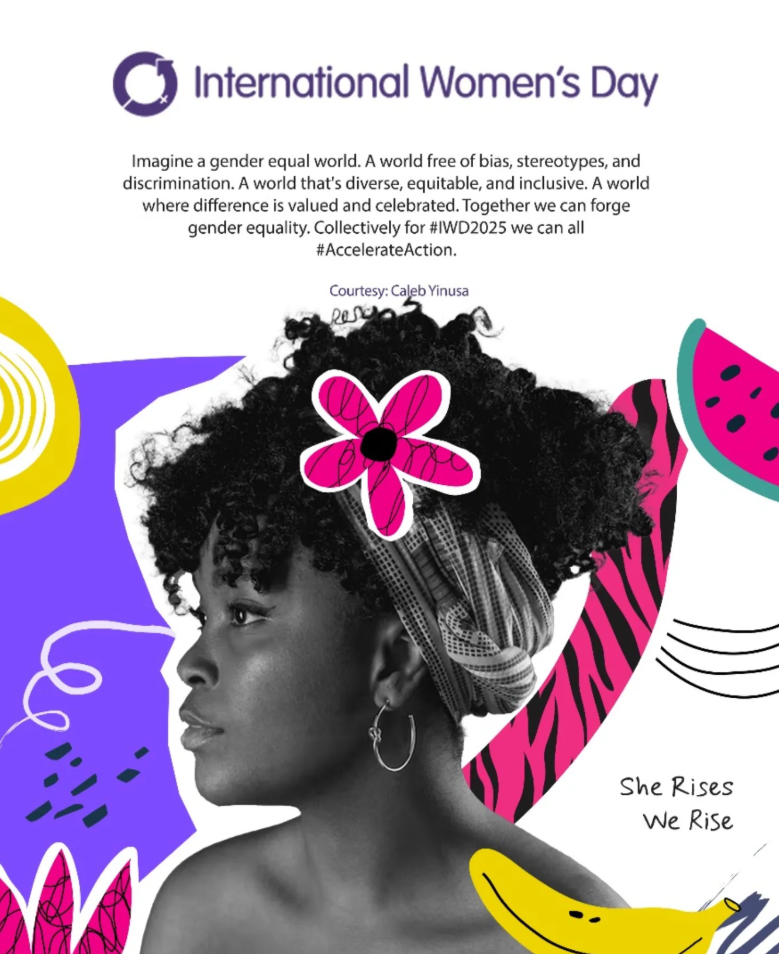 International Women's Day
Imagine a gender equal world. A world free of bias, stereotypes, and
discrimination. A world that's diverse, equitable, and inclusive. A world
where difference is valued and celebrated. Together we can forge
gender equality. Collectively for #IWD2025 we can all
#AccelerateAction.
Courtesy: Caleb Yinusa
She Rises
We Rise